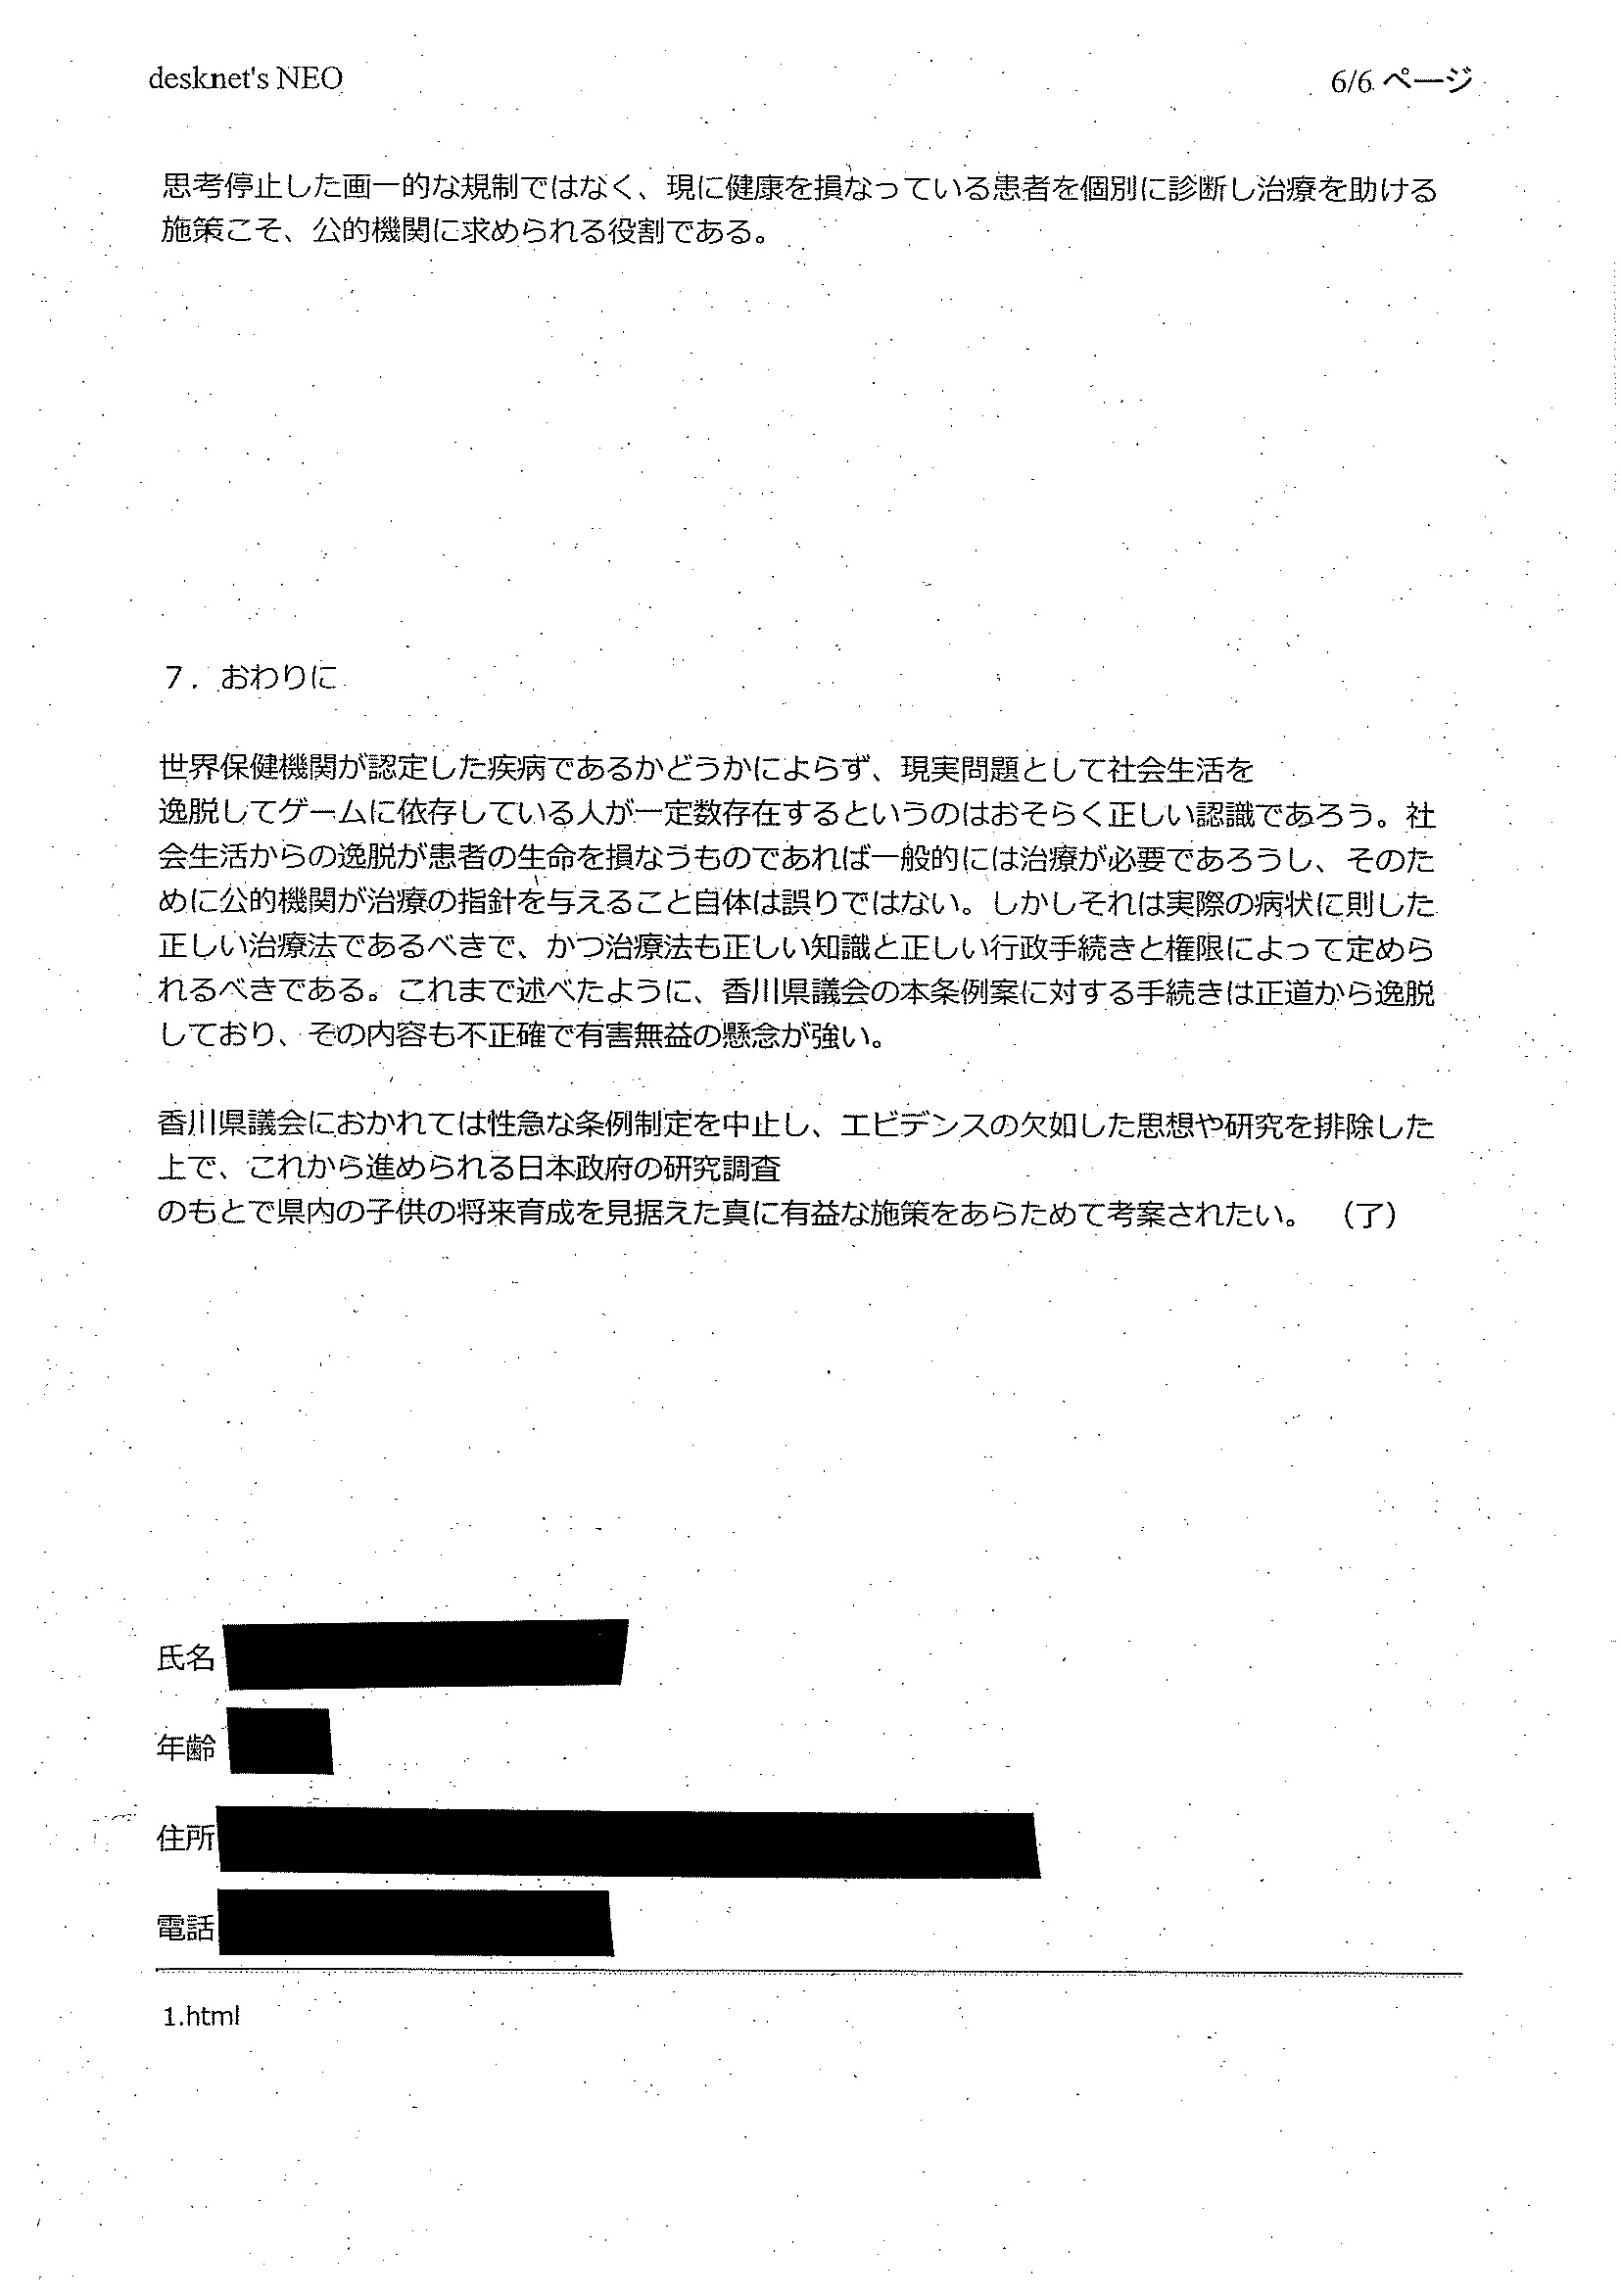 desknet's NEO
6/6 ページ
思考停止した画一的な規制ではなく、現に健康を損なっている患者を個別に診断し治療を助ける
施策こそ、公的機関に求められる役割である。
7．おわりに
世界保健機関が認定した疾病であるかどうかによらず、現実問題として社会生活を
逸脱してゲームに依存している人が一定数存在するというのはおそらく正しい認識であろう。社
会生活からの逸脱が患者の生命を損なうものであれば一般的には治療が必要であろうし、そのた
めに公的機関が治療の指針を与えること自体は誤りではない。しかしそれは実際の病状に則した
正しい治療法であるべきで、かつ治療法も正しい知識と正しい行政手続きと権限によって定めら
れるべきである。これまで述べたように、香川県議会の本条例案に対する手続きは正道から逸脱
しており、その内容も不正確で有害無益の懸念が強い。
香川県議会におかれては性急な条例制定を中止し、エビデンスの欠如した思想や研究を排除した
上で、これから進められる日本政府の研究調査
のもとで県内の子供の将来育成を見据えた真に有益な施策をあらためて考案されたい。　（了）
氏名
年齢
住所
電話
1.html